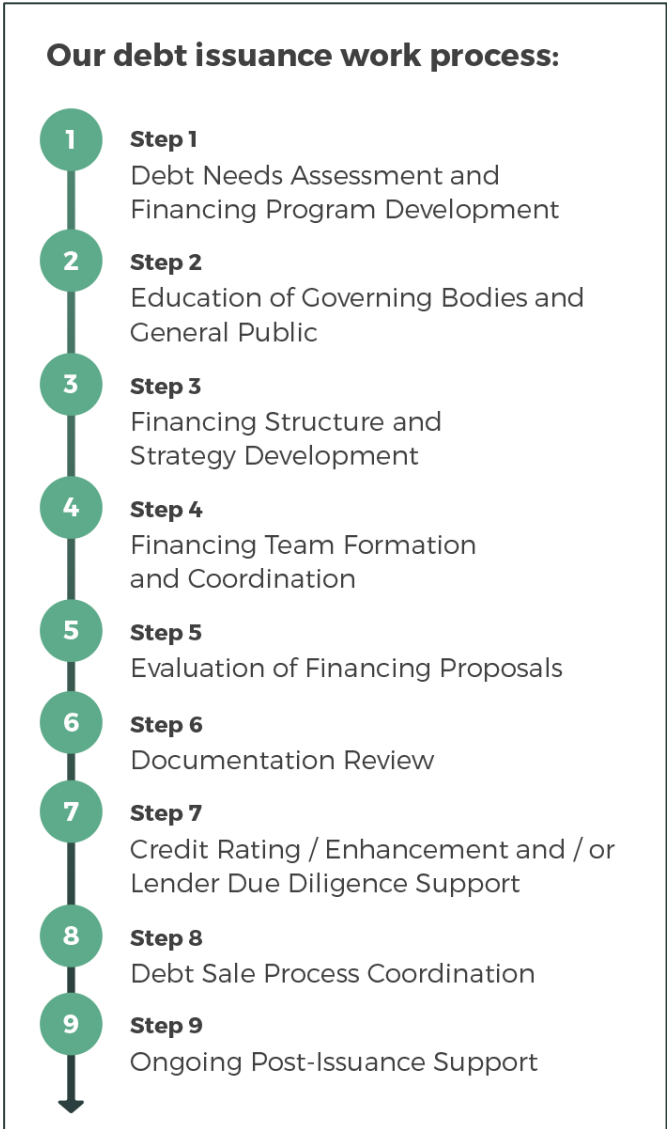 Our debt issuance work process:
1
Step 1
Debt Needs Assessment and
Financing Program Development
2
Step 2
Education of Governing Bodies and
General Public
3
Step 3
Financing Structure and
Strategy Development
4
Step 4
Financing Team Formation
and Coordination
5
Step 5
Evaluation of Financing Proposals
6
Step 6
Documentation Review
7
Step 7
Credit Rating / Enhancement and / or
Lender Due Diligence Support
8
Step 8
Debt Sale Process Coordination
9
Step 9
Ongoing Post-Issuance Support